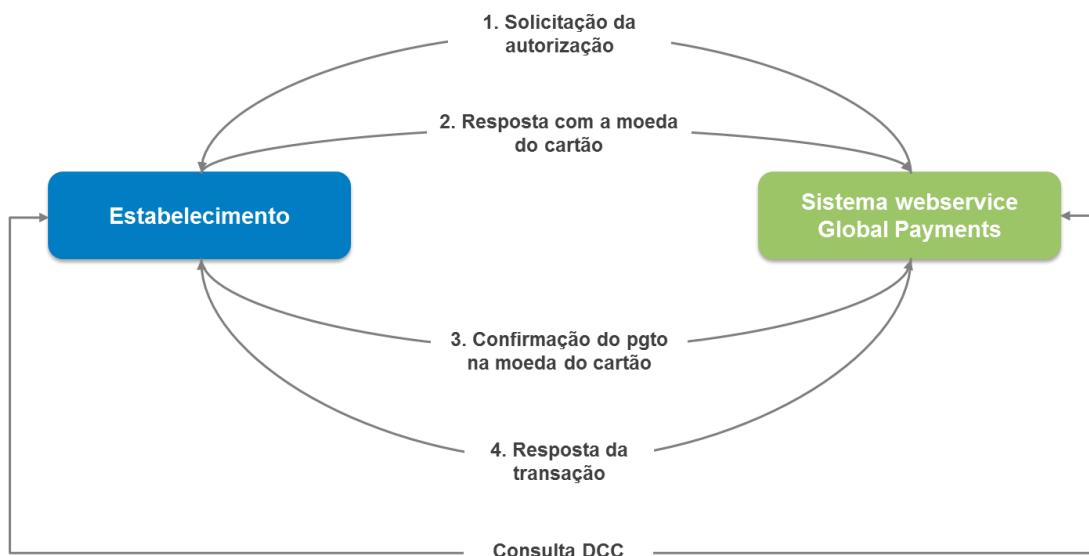 1. Solicitação da
autorização
2. Resposta com a moeda
do cartão
Estabelecimento
Sistema webservice
Global Payments
3. Confirmação do pgto
na moeda do cartão
4. Resposta da
transação
Consulta DCC